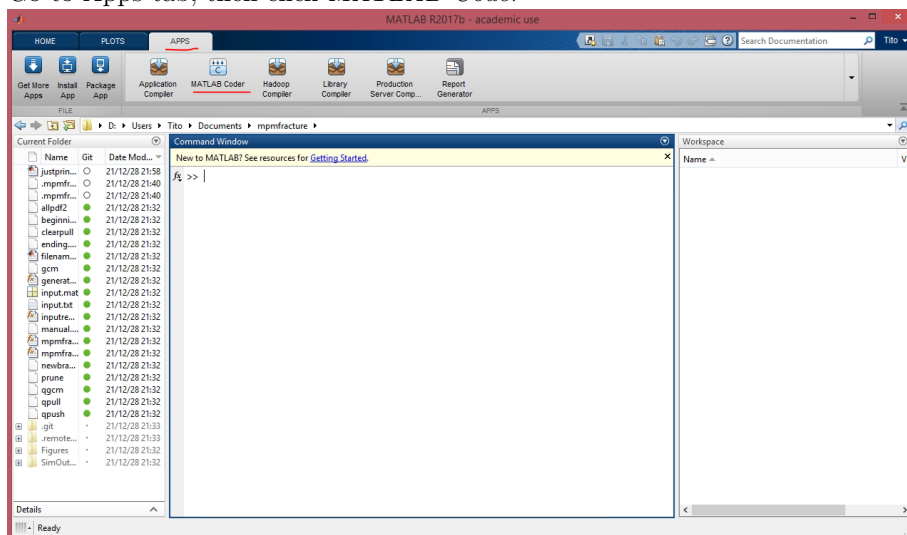 Go to Apps tab, then click MATLAB Coder.
MATLAB R2017b - academic use
HOME PLOTS APPS
Search Documentation
Tito
Get More Apps
Install App
Package App
Application Compiler
MATLAB Coder
Hadoop Compiler
Library Compiler
Production Server Comp...
Report Generator
FILE
APPS
D: Users Tito Documents mpmfracture
Current Folder
Command Window
Workspace
Name Git Date Mod...
New to MATLAB? See resources for Getting Started.
Name
V
fx >>
justprin... 21/12/28 21:58
.mpmfr... 21/12/28 21:40
.mpmfr... 21/12/28 21:40
allpdf2 21/12/28 21:32
beginni... 21/12/28 21:32
clearpull 21/12/28 21:32
ending.... 21/12/28 21:32
filenam... 21/12/28 21:32
gcm 21/12/28 21:32
generat... 21/12/28 21:32
input.mat 21/12/28 21:32
input.txt 21/12/28 21:32
inputre... 21/12/28 21:32
manual.... 21/12/28 21:32
mpmfra... 21/12/28 21:32
mpmfra... 21/12/28 21:32
newbra... 21/12/28 21:32
prune 21/12/28 21:32
qgcm 21/12/28 21:32
qpull 21/12/28 21:32
qpush 21/12/28 21:32
.git 21/12/28 21:33
.remote... 21/12/28 21:33
Figures 21/12/28 21:32
SimOut... 21/12/28 21:32
Details
Ready